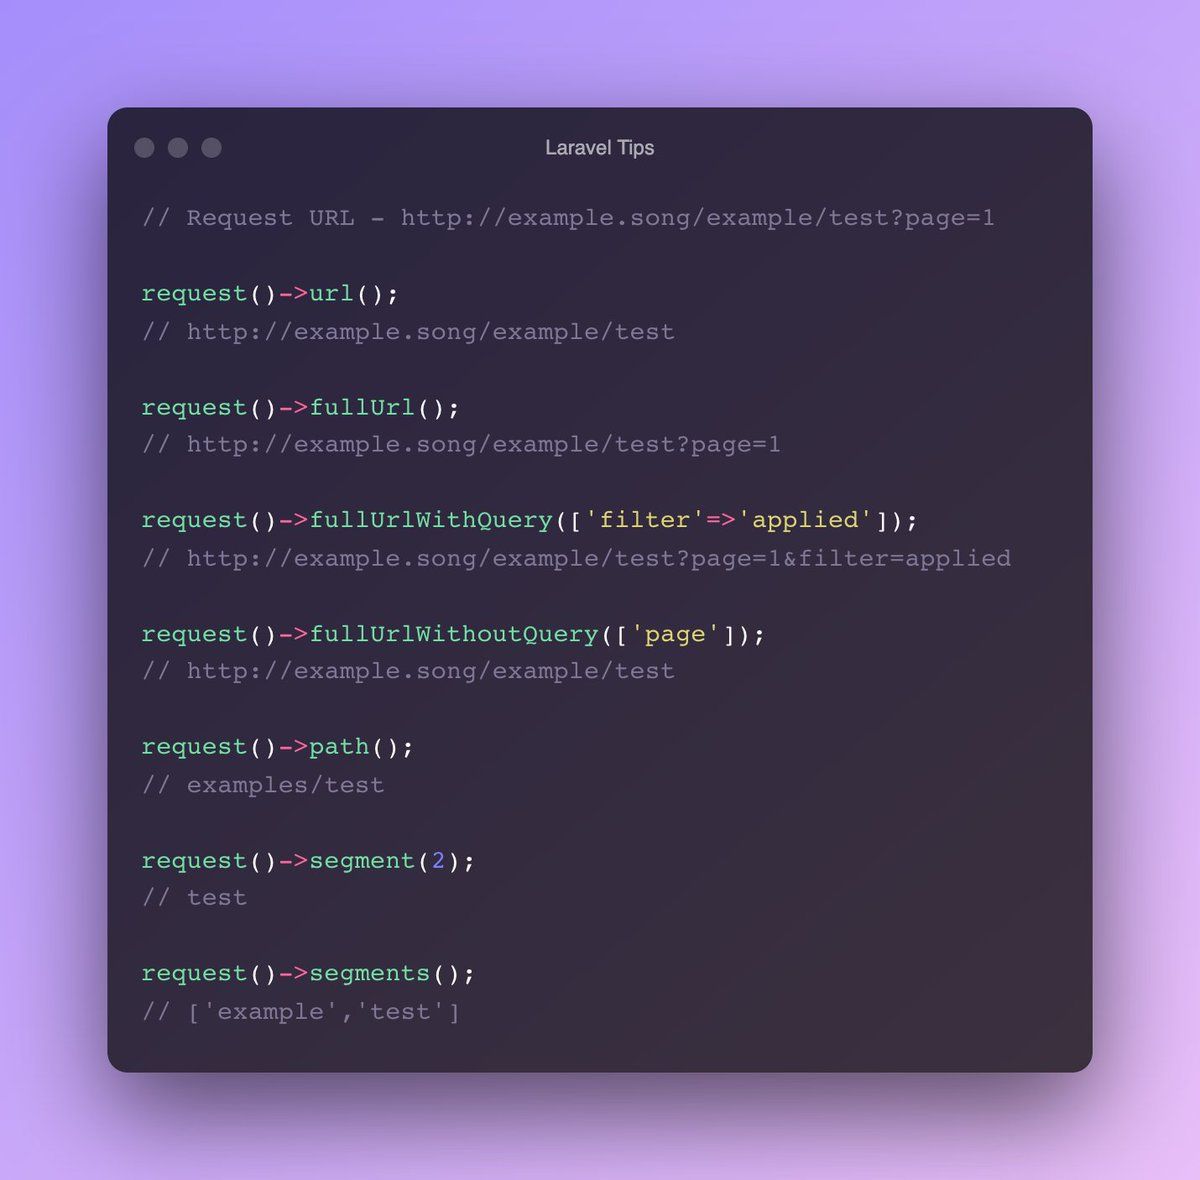 Laravel Tips
// Request URL - http://example.song/example/test?page=1
request()->url();
// http://example.song/example/test
request()->fullUrl();
// http://example.song/example/test?page=1
request()->fullUrlWithQuery(['filter'=>'applied']);
// http://example.song/example/test?page=1&filter=applied
request()->fullUrlWithoutQuery(['page']);
// http://example.song/example/test
request()->path();
// examples/test
request()->segment(2);
// test
request()->segments();
// ['example','test']